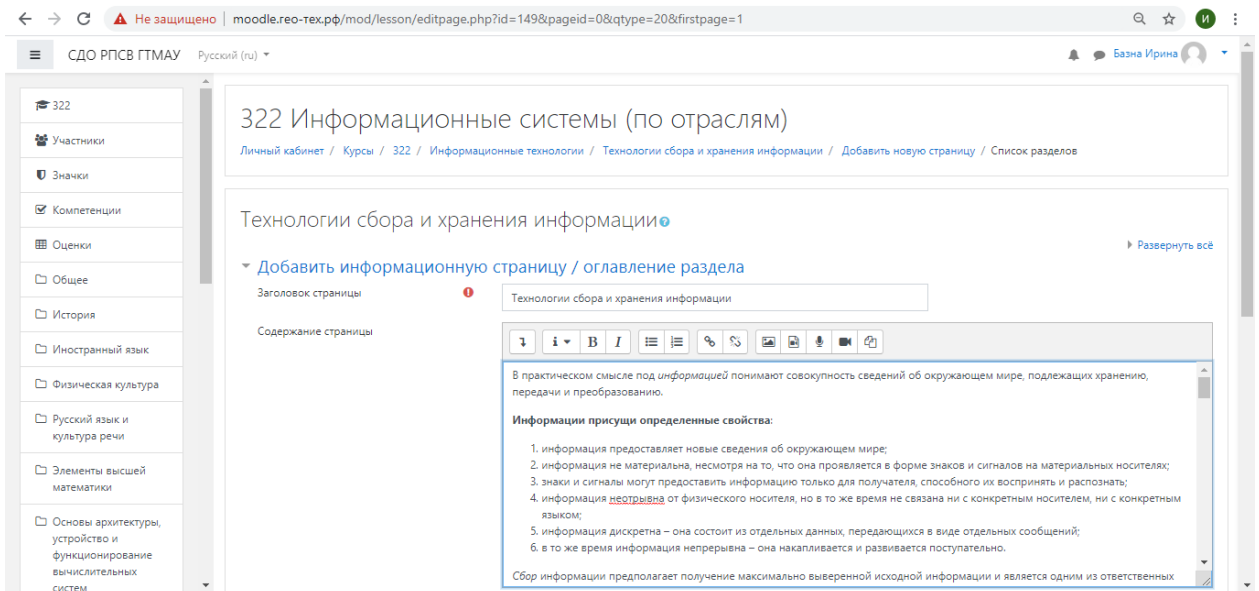 Не защищено | moodle.гео-тех.рф/mod/lesson/editpage.php?id=149&pageid=0&qtype=20&firstpage=1
И
СДО РПСВ ГТМАУ Русский (ru)
Базна Ирина
322
Участники
Значки
Компетенции
Оценки
Общее
История
Иностранный язык
Физическая культура
Русский язык и
культура речи
Элементы высшей
математики
Основы архитектуры,
устройство и
функционирование
вычислительных
систем
322 Информационные системы (по отраслям)
Личный кабинет / Курсы / 322 / Информационные технологии / Технологии сбора и хранения информации / Добавить новую страницу / Список разделов
Технологии сбора и хранения информации
Развернуть всё
Добавить информационную страницу / оглавление раздела
Заголовок страницы
Технологии сбора и хранения информации
Содержание страницы
i B I
В практическом смысле под информацией понимают совокупность сведений об окружающем мире, подлежащих хранению,
передачи и преобразованию.
Информации присущи определенные свойства:
1. информация предоставляет новые сведения об окружающем мире;
2. информация не материальна, несмотря на то, что она проявляется в форме знаков и сигналов на материальных носителях;
3. знаки и сигналы могут предоставить информацию только для получателя, способного их воспринять и распознать;
4. информация неотрывна от физического носителя, но в то же время не связана ни с конкретным носителем, ни с конкретным
языком;
5. информация дискретна – она состоит из отдельных данных, передающихся в виде отдельных сообщений;
6. в то же время информация непрерывна – она накапливается и развивается поступательно.
Сбор информации предполагает получение максимально выверенной исходной информации и является одним из ответственных